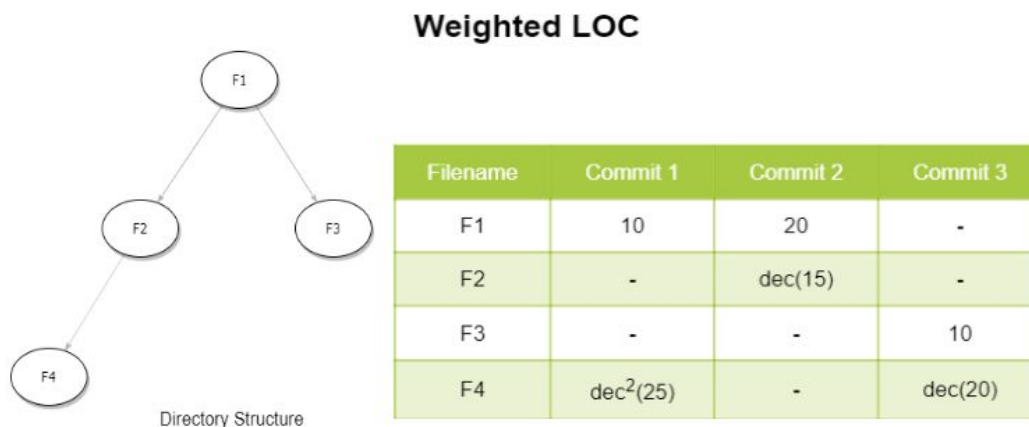 Weighted LOC
F1
F2
F3
F4
Directory Structure
Filename Commit 1 Commit 2 Commit 3
F1 10 20 -
F2 - dec(15) -
F3 - - 10
F4 dec²(25) - dec(20)